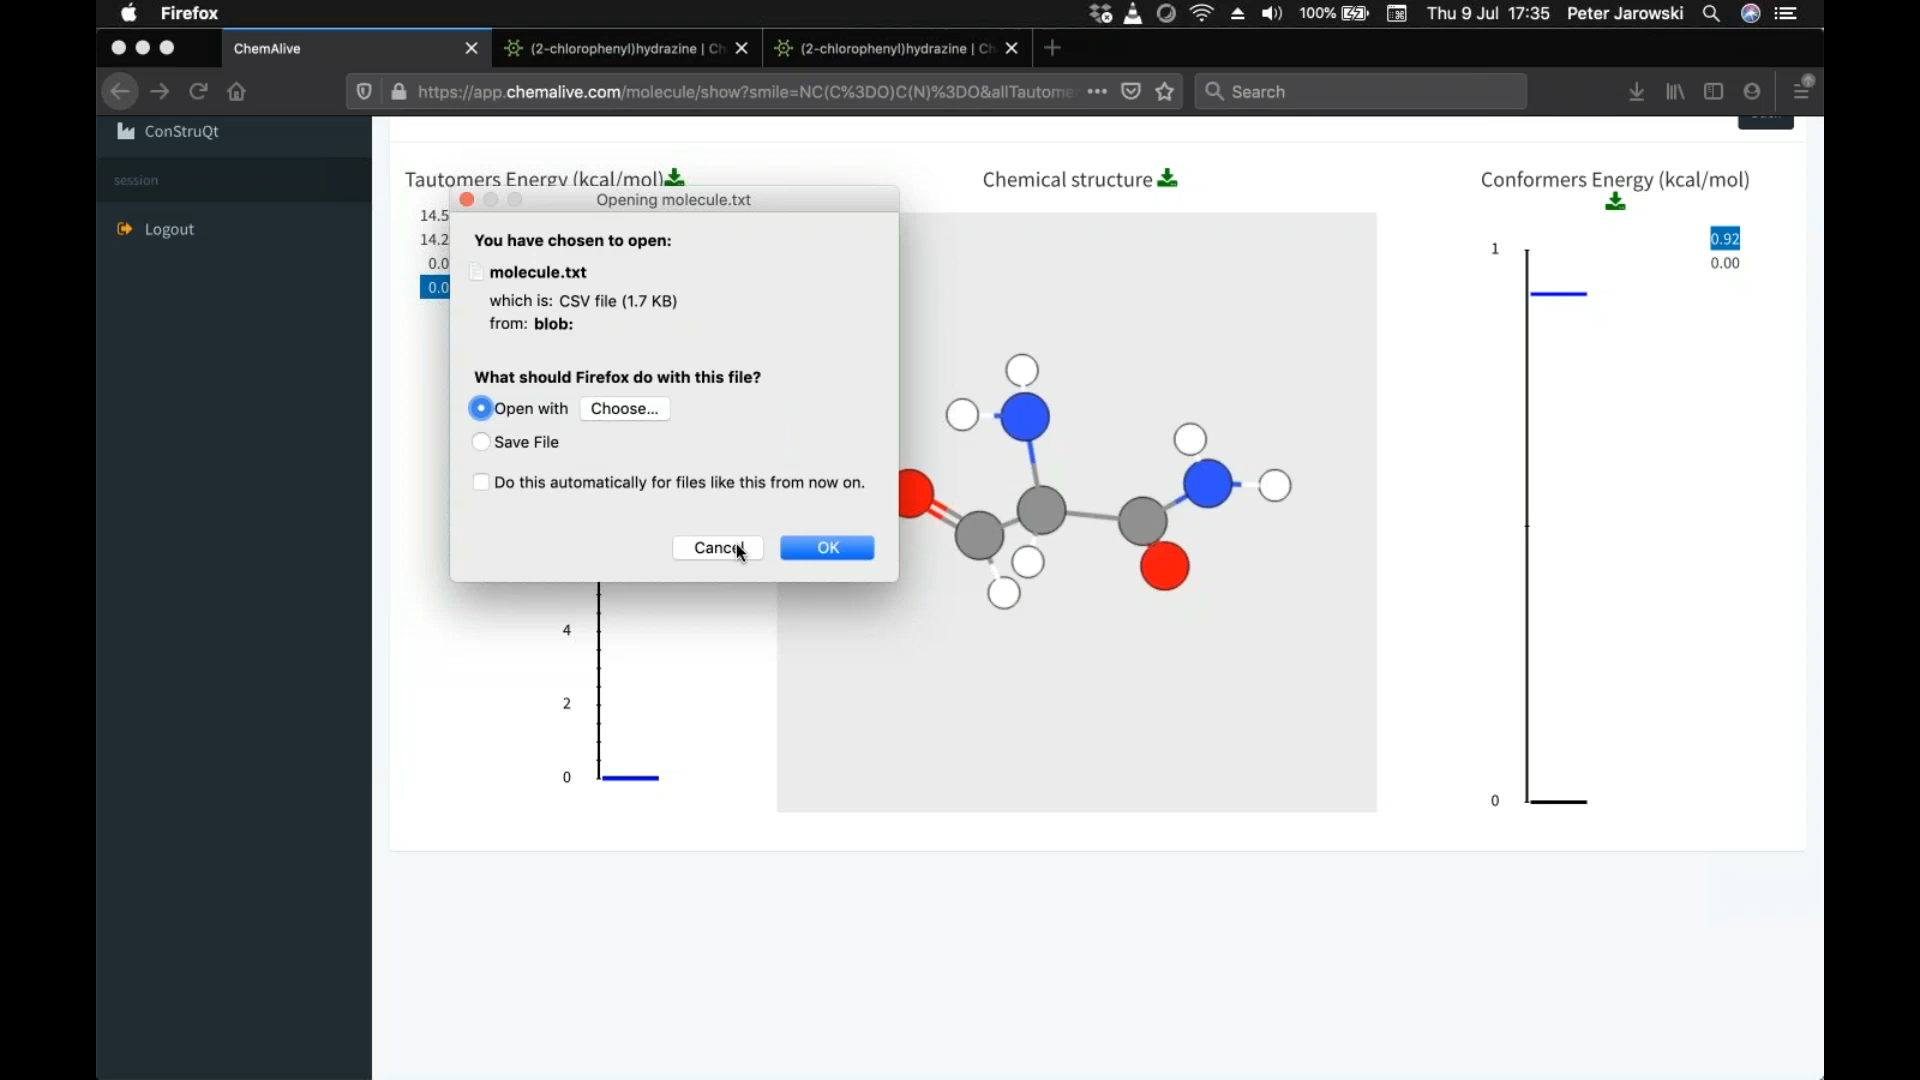 Firefox
100%
Thu 9 Jul 17:35
Peter Jarowski
ChemAlive
(2-chlorophenyl)hydrazine | Ch
(2-chlorophenyl)hydrazine | Ch
https://app.chemalive.com/molecule/show?smile=NC(C%3DO)C(N)%3DO&allTautome
Search
ConStruQt
session
Logout
Tautomers Energy (kcal/mol)
Chemical structure
Conformers Energy (kcal/mol)
14.5
14.2
0.0
0.0
Opening molecule.txt
You have chosen to open:
molecule.txt
which is: CSV file (1.7 KB)
from: blob:
What should Firefox do with this file?
Open with
Choose...
Save File
Do this automatically for files like this from now on.
Cancel
OK
4
2
0
1
0
0.92
0.00